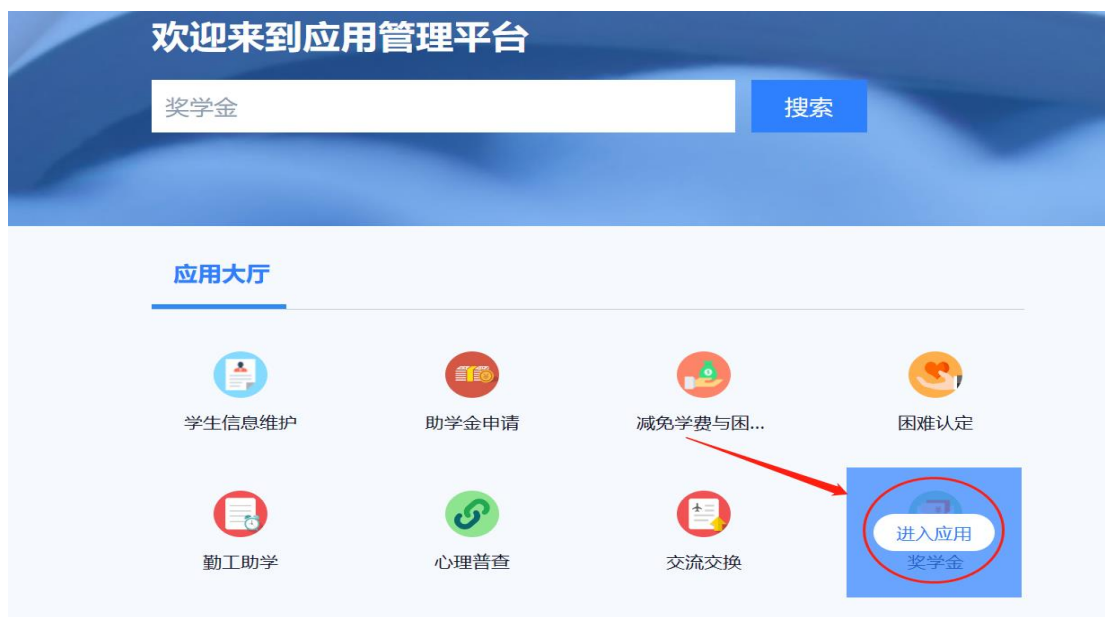 欢迎来到应用管理平台
奖学金
搜索
应用大厅
学生信息维护
助学金申请
减免学费与困...
困难认定
勤工助学
心理普查
交流交换
进入应用
奖学金